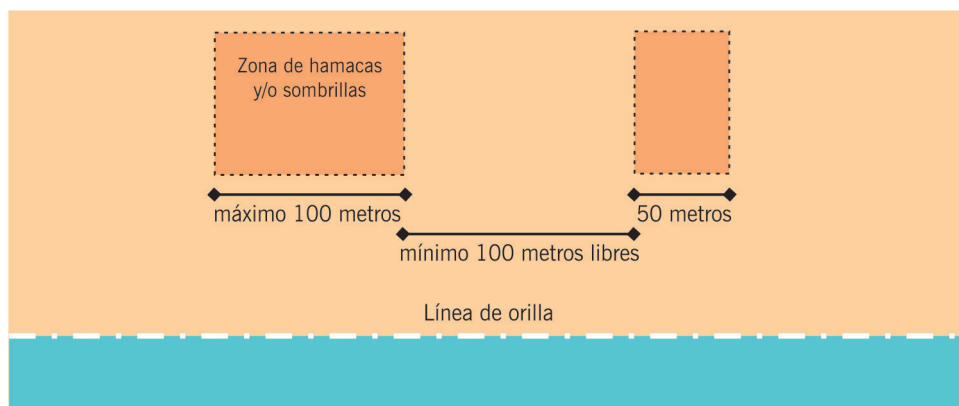 Zona de hamacas
y/o sombrillas
máximo 100 metros
50 metros
mínimo 100 metros libres
Línea de orilla